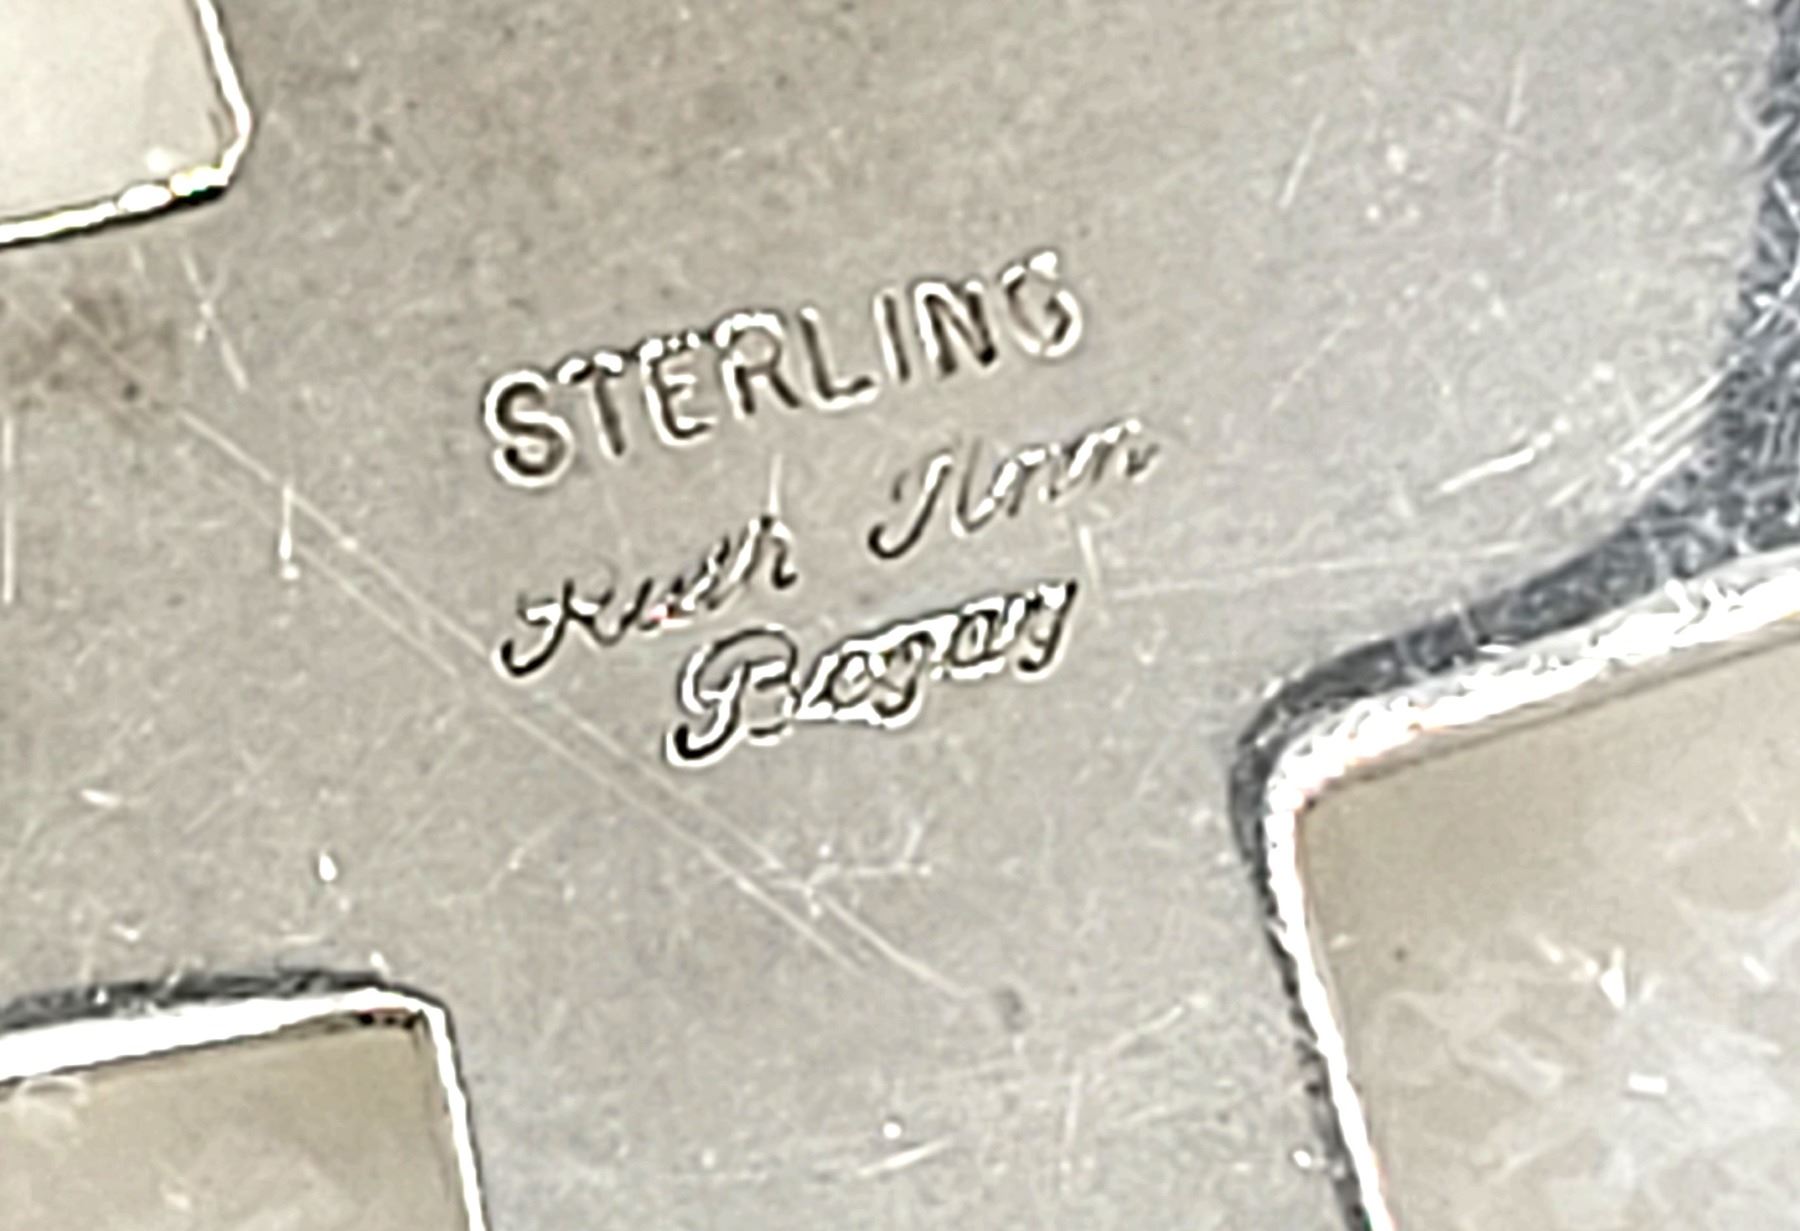 STERLING
Ruth Ann
Begay